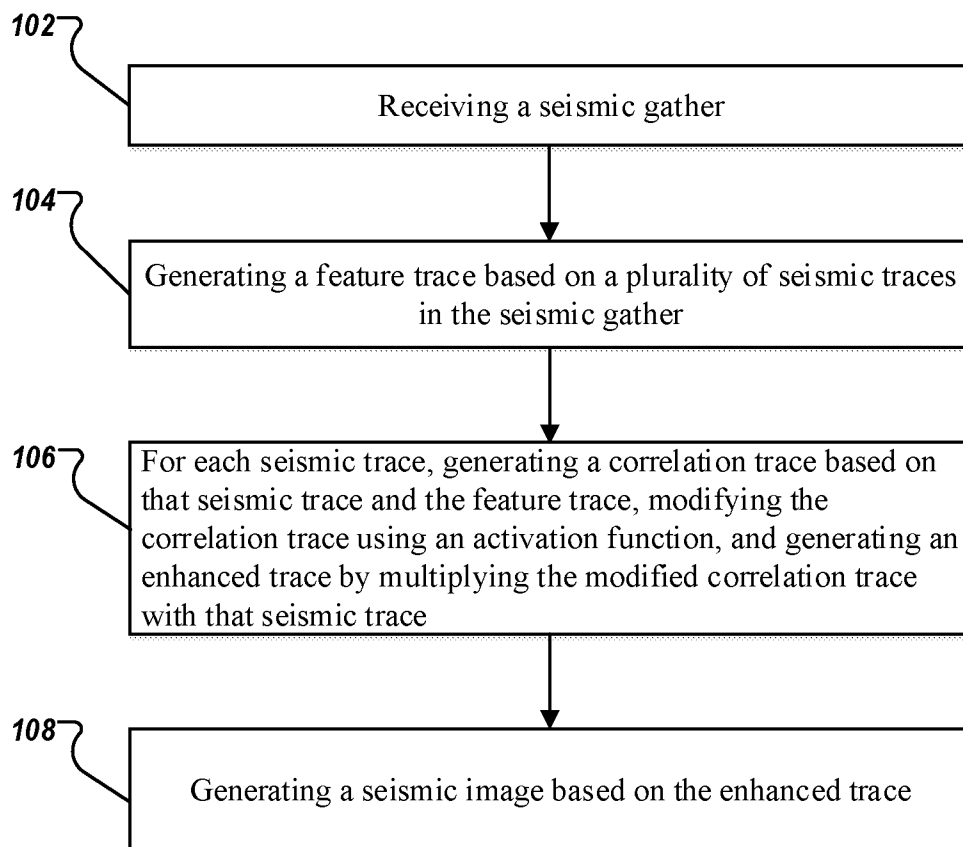 102
Receiving a seismic gather
104
Generating a feature trace based on a plurality of seismic traces
in the seismic gather
106
For each seismic trace, generating a correlation trace based on
that seismic trace and the feature trace, modifying the
correlation trace using an activation function, and generating an
enhanced trace by multiplying the modified correlation trace
with that seismic trace
108
Generating a seismic image based on the enhanced trace